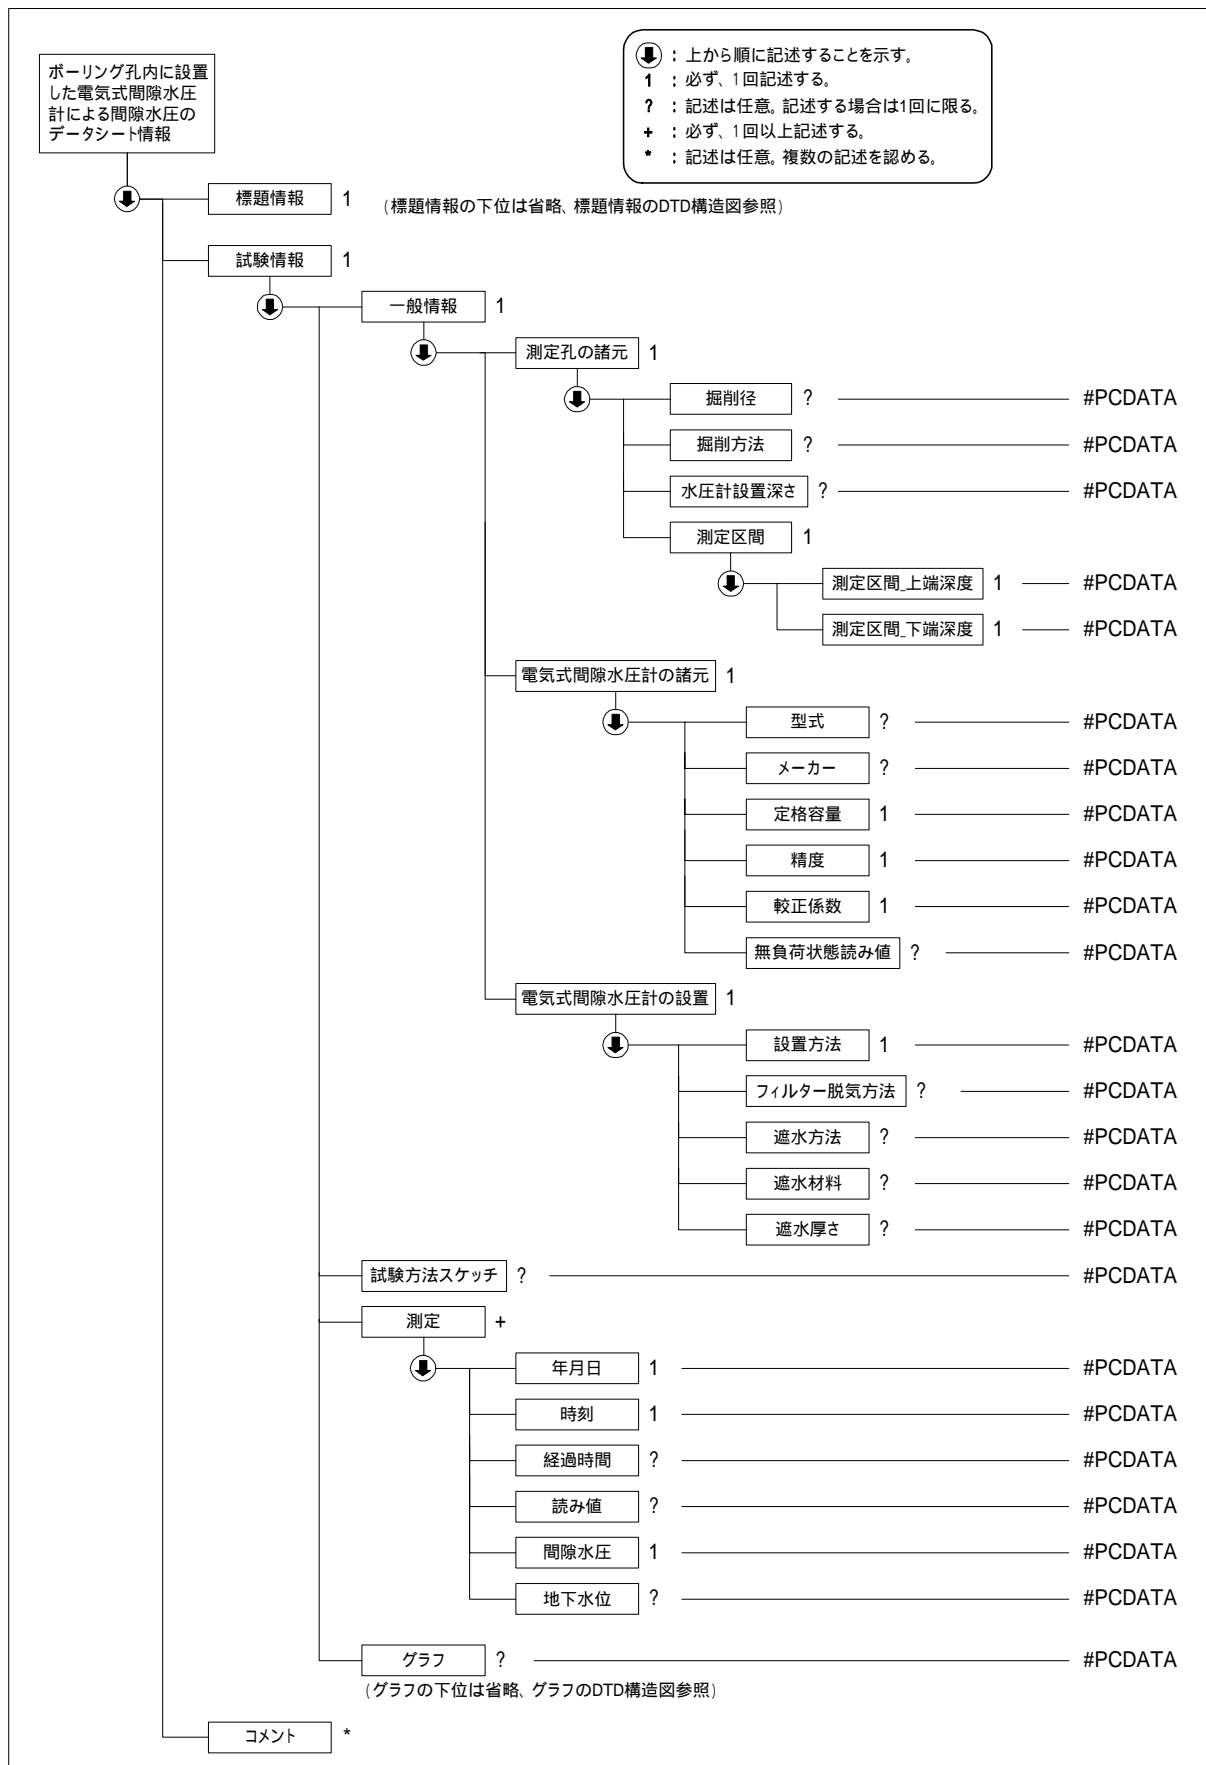 ボーリング孔内に設置
した電気式間隙水圧
計による間隙水圧の
データシート情報
：上から順に記述することを示す。
1 ：必ず、1回記述する。
? ：記述は任意。記述する場合は1回に限る。
+ ：必ず、1回以上記述する。
* ：記述は任意。複数の記述を認める。
標題情報 1 (標題情報の下位は省略、標題情報のDTD構造図参照)
試験情報 1
一般情報 1
測定孔の諸元 1
掘削径 ? #PCDATA
掘削方法 ? #PCDATA
水圧計設置深さ ? #PCDATA
測定区間 1
測定区間_上端深度 1 #PCDATA
測定区間_下端深度 1 #PCDATA
電気式間隙水圧計の諸元 1
型式 ? #PCDATA
メーカー ? #PCDATA
定格容量 1 #PCDATA
精度 1 #PCDATA
較正係数 1 #PCDATA
無負荷状態読み値 ? #PCDATA
電気式間隙水圧計の設置 1
設置方法 1 #PCDATA
フィルター脱気方法 ? #PCDATA
遮水方法 ? #PCDATA
遮水材料 ? #PCDATA
遮水厚さ ? #PCDATA
試験方法スケッチ ? #PCDATA
測定 +
年月日 1 #PCDATA
時刻 1 #PCDATA
経過時間 ? #PCDATA
読み値 ? #PCDATA
間隙水圧 1 #PCDATA
地下水位 ? #PCDATA
グラフ ? #PCDATA
(グラフの下位は省略、グラフのDTD構造図参照)
コメント *